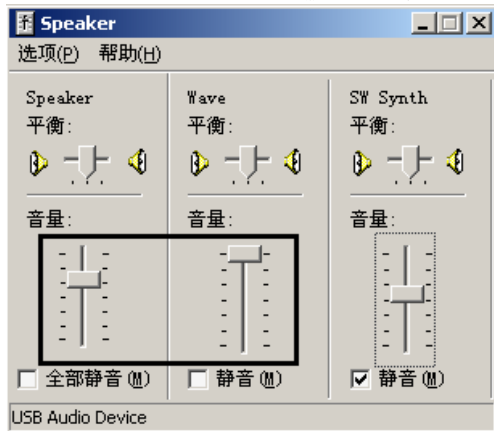 Speaker
选项(P) 帮助(H)
Speaker
平衡:
音量:
全部静音(M)
Wave
平衡:
音量:
静音(M)
SW Synth
平衡:
音量:
静音(M)
USB Audio Device